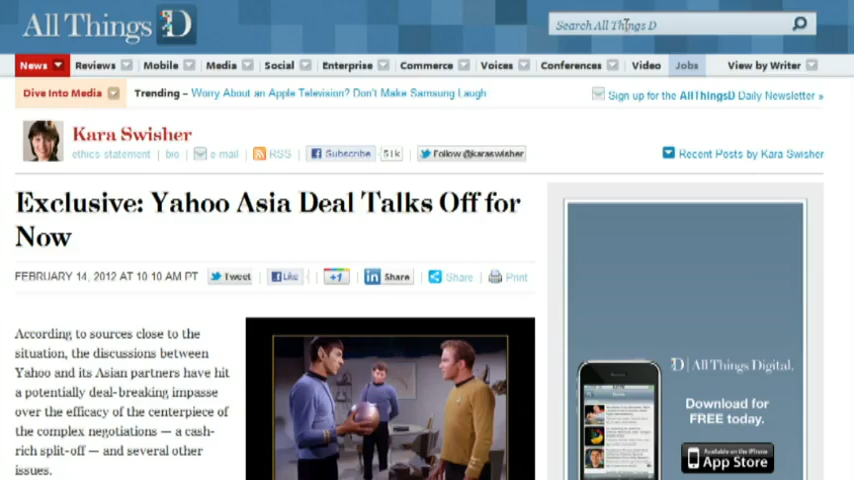 All Things D
Search All Things D
News Reviews Mobile Media Social Enterprise Commerce Voices Conferences Video Jobs View by Writer
Dive Into Media Trending – Worry About an Apple Television? Don't Make Samsung Laugh
Sign up for the AllThingsD Daily Newsletter »
Kara Swisher
ethics statement | bio | e-mail | RSS | Subscribe 51k | Follow @karaswisher
Recent Posts by Kara Swisher
Exclusive: Yahoo Asia Deal Talks Off for
Now
FEBRUARY 14, 2012 AT 10:10 AM PT Tweet | Like | +1 | in Share | Share | Print
According to sources close to the
situation, the discussions between
Yahoo and its Asian partners have hit
a potentially deal-breaking impasse
over the efficacy of the centerpiece of
the complex negotiations — a cash-
rich split-off — and several other
issues.
D | All Things Digital.
Download for
FREE today.
Available on the iPhone
App Store